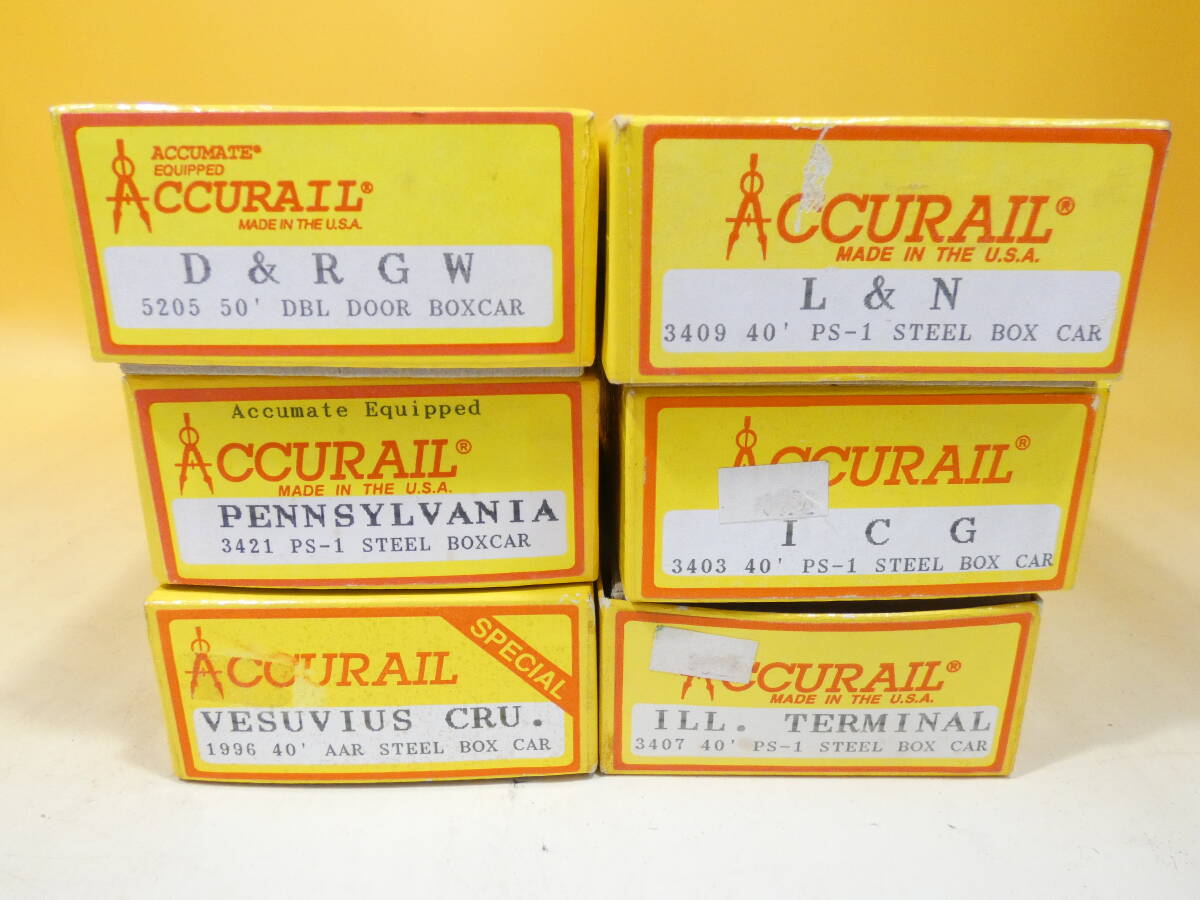 ACCUMATE®
EQUIPPED
ACCURAIL®
MADE IN THE U.S.A.
D & R G W
5205 50' DBL DOOR BOXCAR
ACCURAIL®
MADE IN THE U.S.A.
L & N
3409 40' PS-1 STEEL BOX CAR
Accumate Equipped
ACCURAIL®
MADE IN THE U.S.A.
PENNSYLVANIA
3421 PS-1 STEEL BOXCAR
ACCURAIL®
I C G
3403 40' PS-1 STEEL BOX CAR
ACCURAIL
SPECIAL
VESUVIUS CRU.
1996 40' AAR STEEL BOX CAR
ACCURAIL®
MADE IN THE U.S.A.
ILL. TERMINAL
3407 40' PS-1 STEEL BOX CAR